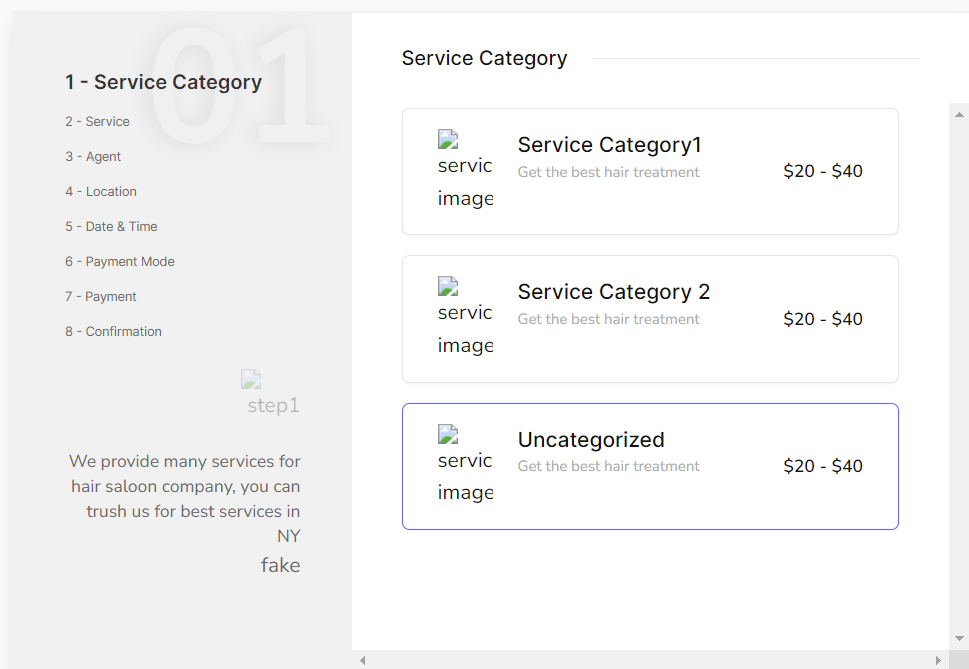 01
1 - Service Category
2 - Service
3 - Agent
4 - Location
5 - Date & Time
6 - Payment Mode
7 - Payment
8 - Confirmation
step1
We provide many services for
hair saloon company, you can
trush us for best services in
NY
fake
Service Category
servic
image
Service Category1
Get the best hair treatment
$20 - $40
servic
image
Service Category 2
Get the best hair treatment
$20 - $40
servic
image
Uncategorized
Get the best hair treatment
$20 - $40